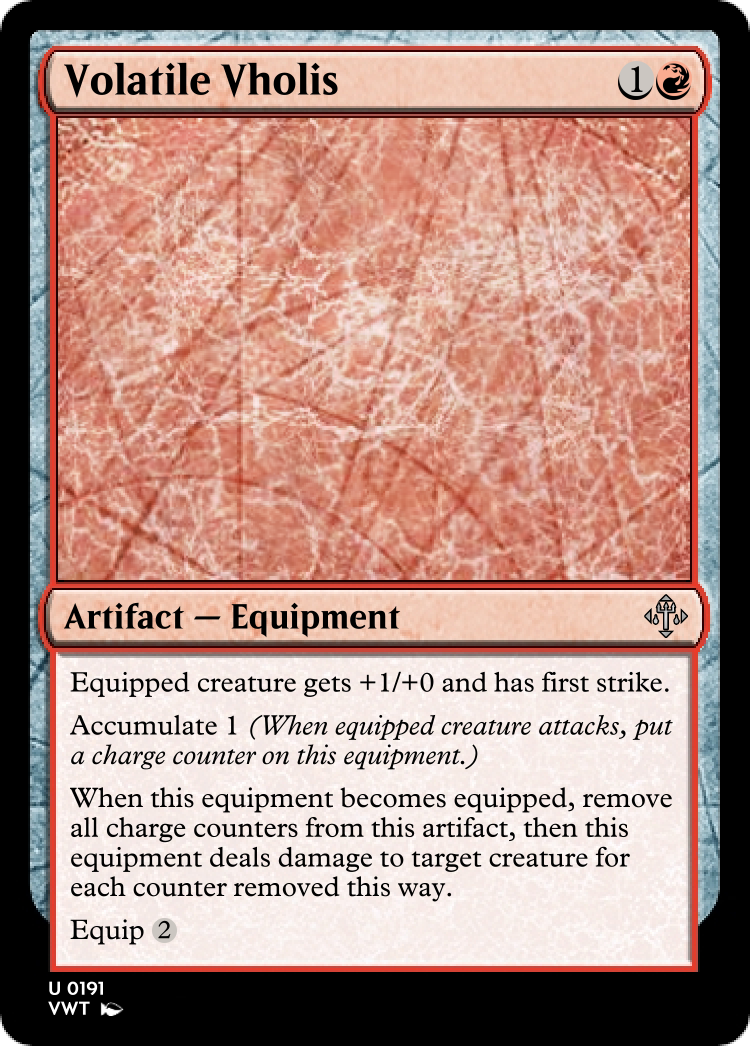 Volatile Vholis 1
Artifact — Equipment
Equipped creature gets +1/+0 and has first strike.
Accumulate 1 (When equipped creature attacks, put
a charge counter on this equipment.)
When this equipment becomes equipped, remove
all charge counters from this artifact, then this
equipment deals damage to target creature for
each counter removed this way.
Equip 2
U 0191
VWT